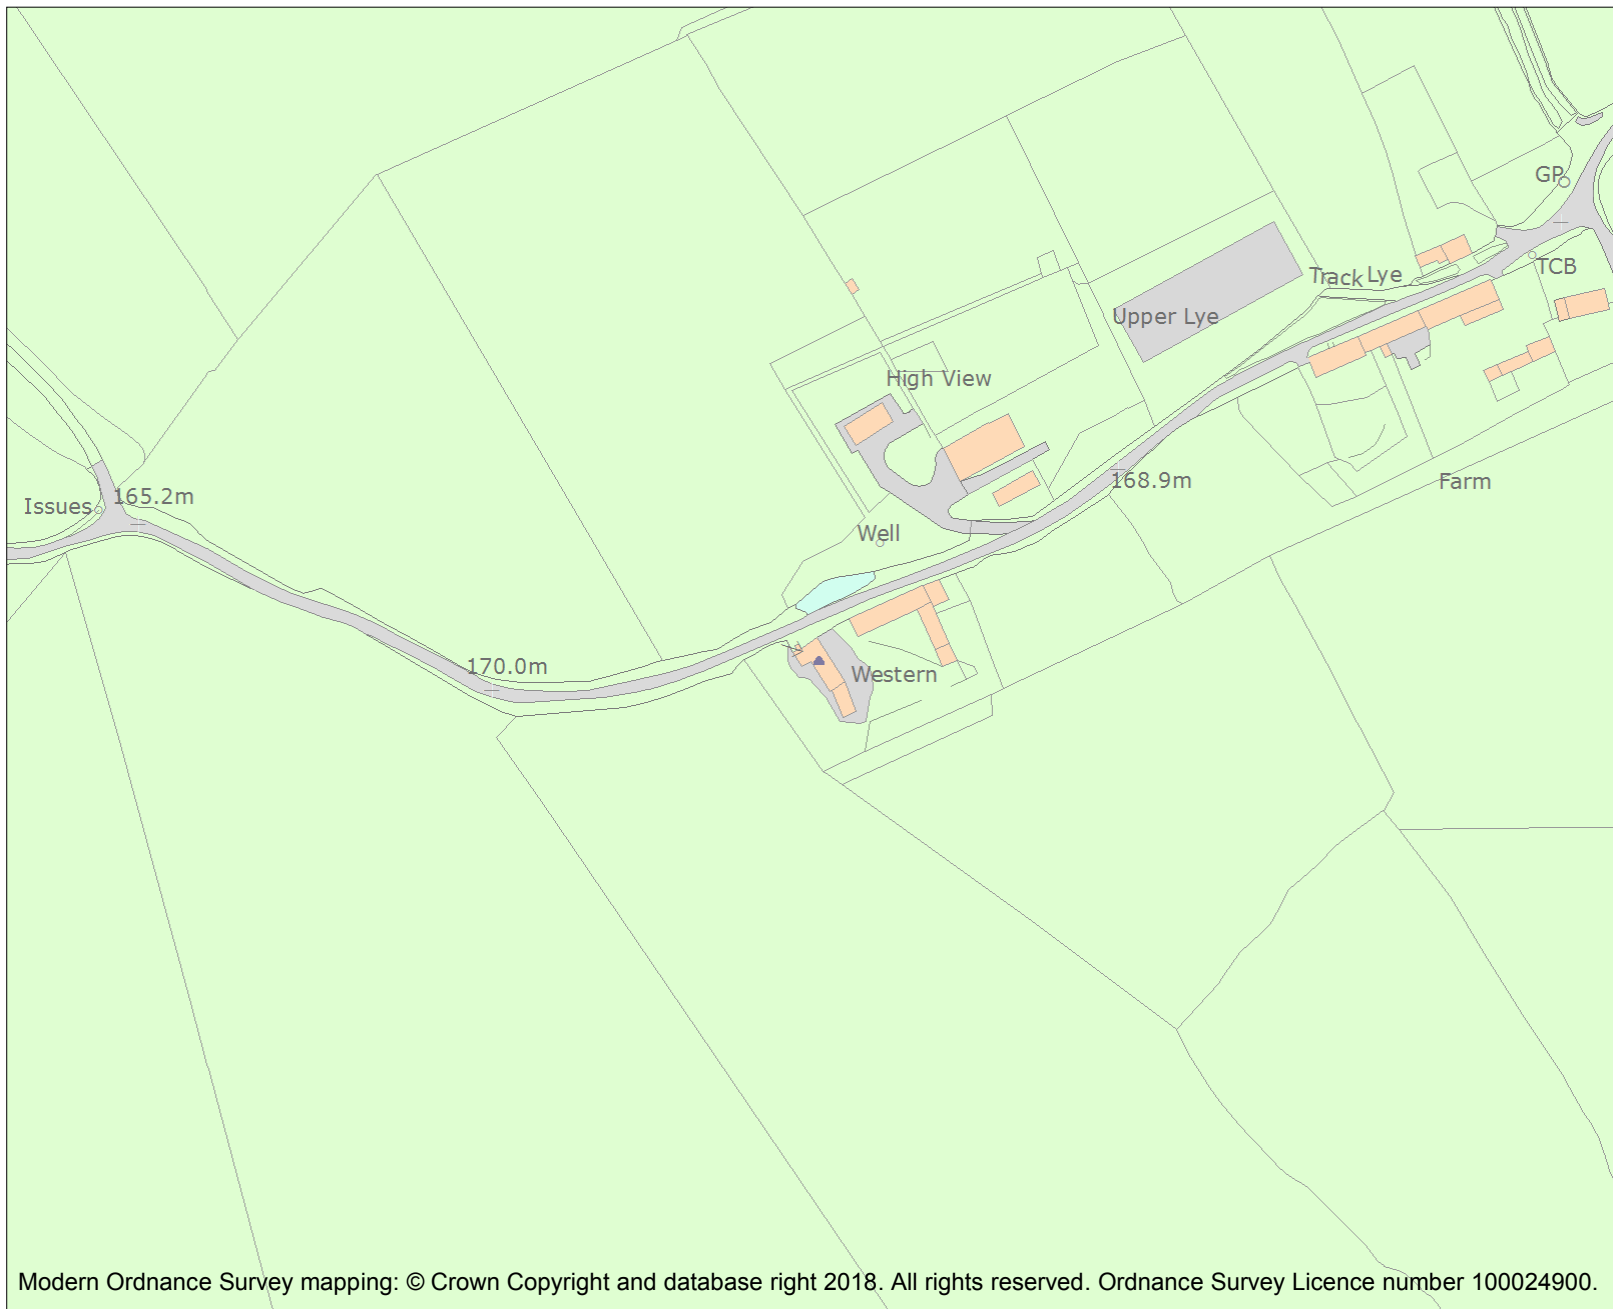 GP
TCB
Track
Lye
Upper Lye
High View
168.9m
Farm
165.2m
Issues
Well
170.0m
Western
Modern Ordnance Survey mapping: © Crown Copyright and database right 2018. All rights reserved. Ordnance Survey Licence number 100024900.